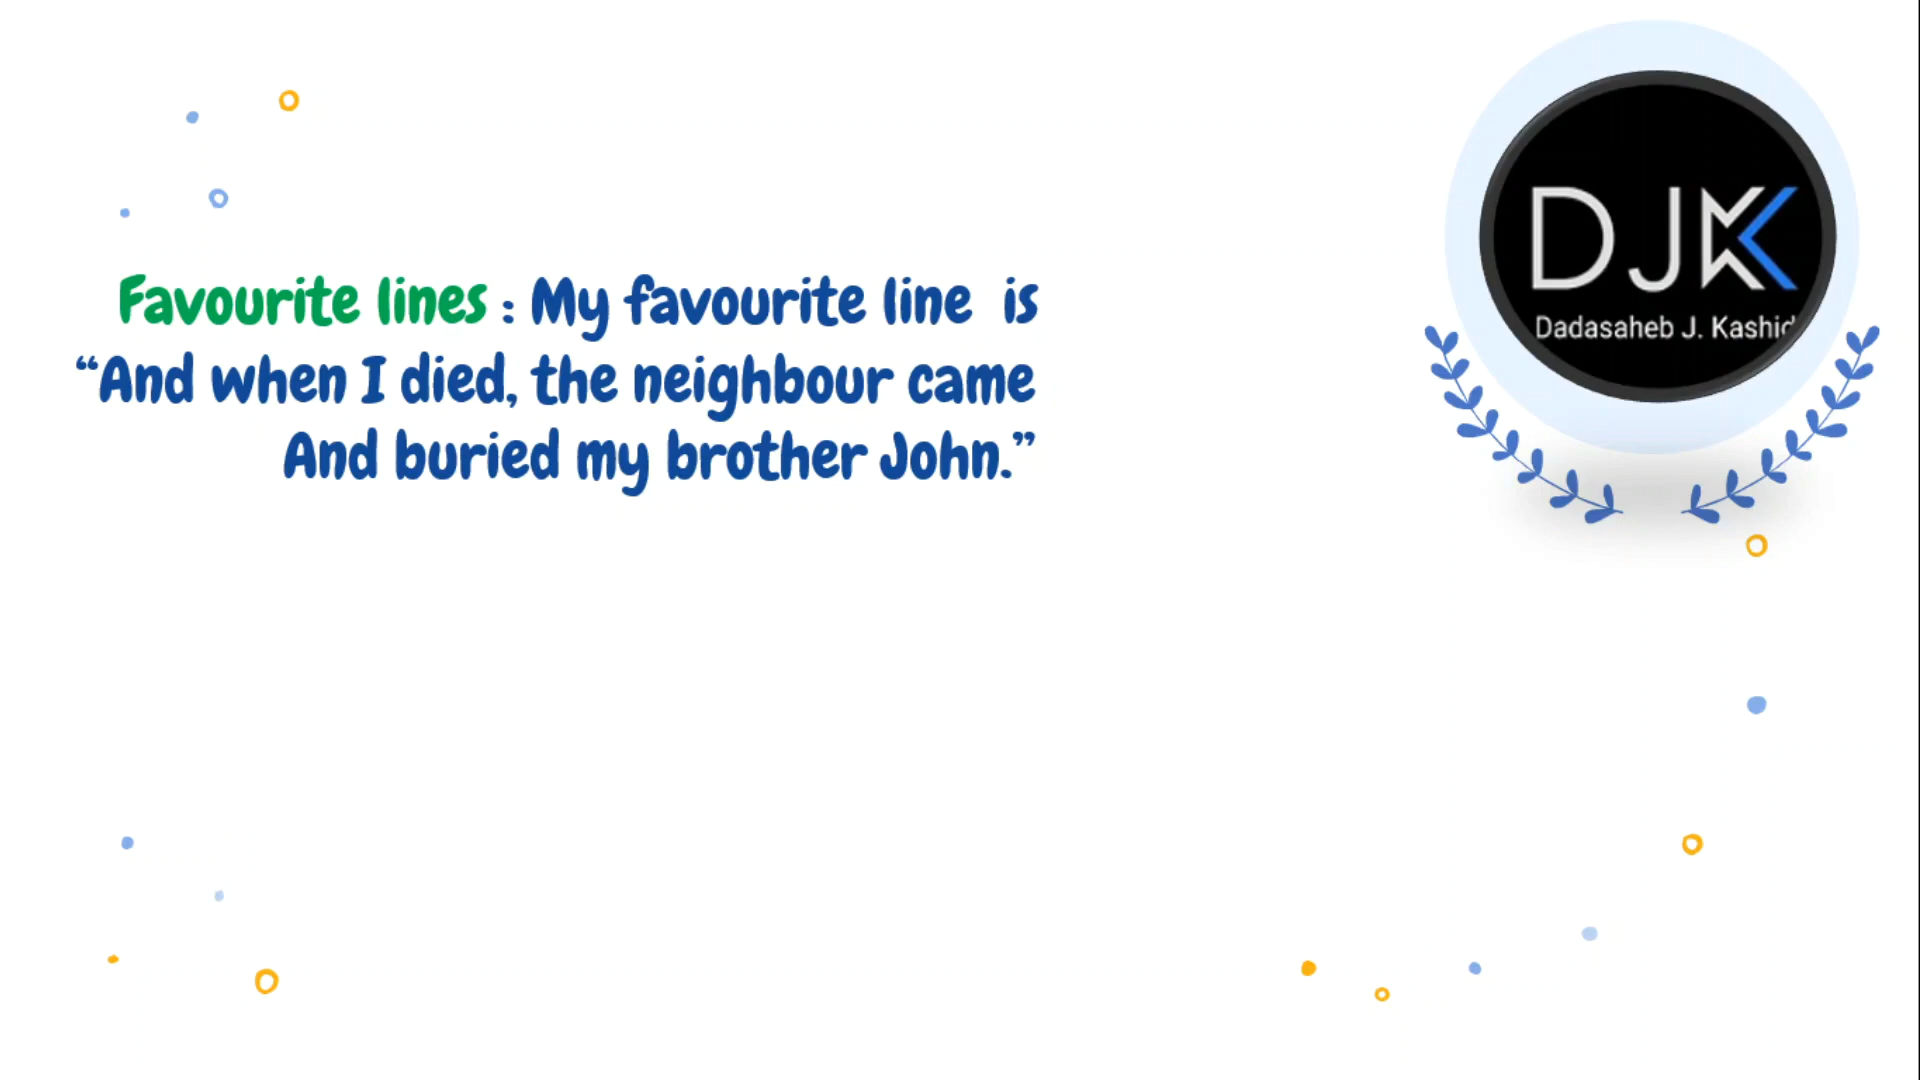 Favourite lines : My favourite line is
“And when I died, the neighbour came
And buried my brother John.”
DJK
Dadasaheb J. Kashid